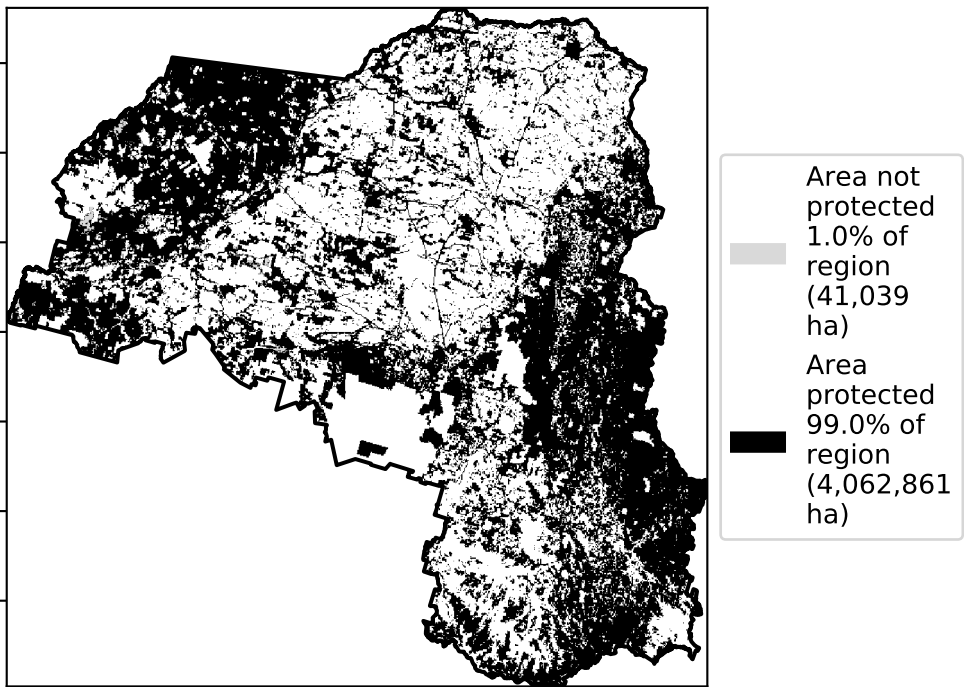 Area not
protected
1.0% of
region
(41,039
ha)
Area
protected
99.0% of
region
(4,062,861
ha)